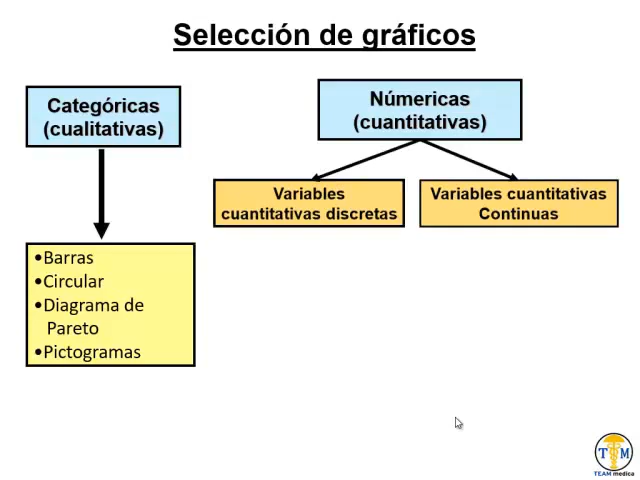 Selección de gráficos
Categóricas
(cualitativas)
Númericas
(cuantitativas)
Variables
cuantitativas discretas
Variables cuantitativas
Continuas
•Barras
•Circular
•Diagrama de
Pareto
•Pictogramas
T M
TEAM medica